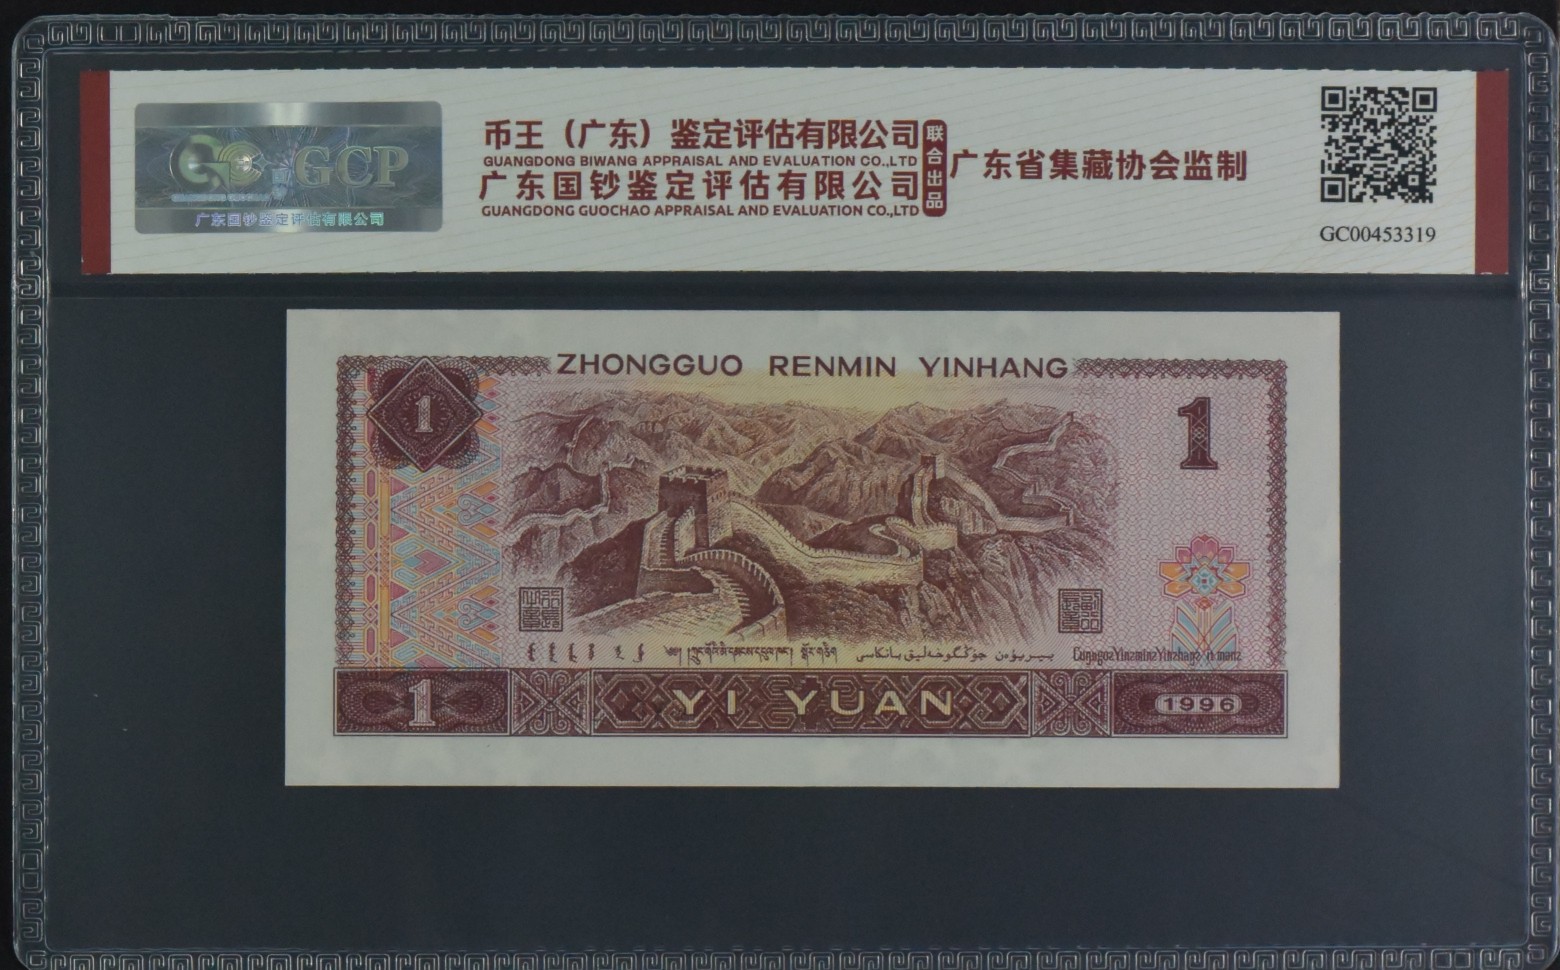 GCP
广东国钞鉴定评估有限公司
币王（广东）鉴定评估有限公司
GUANGDONG BIWANG APPRAISAL AND EVALUATION CO.,LTD
广东国钞鉴定评估有限公司
GUANGDONG GUOCHAO APPRAISAL AND EVALUATION CO.,LTD
联合出品
广东省集藏协会监制
GC00453319
ZHONGGUO RENMIN YINHANG
1
1
1
YI YUAN
1996